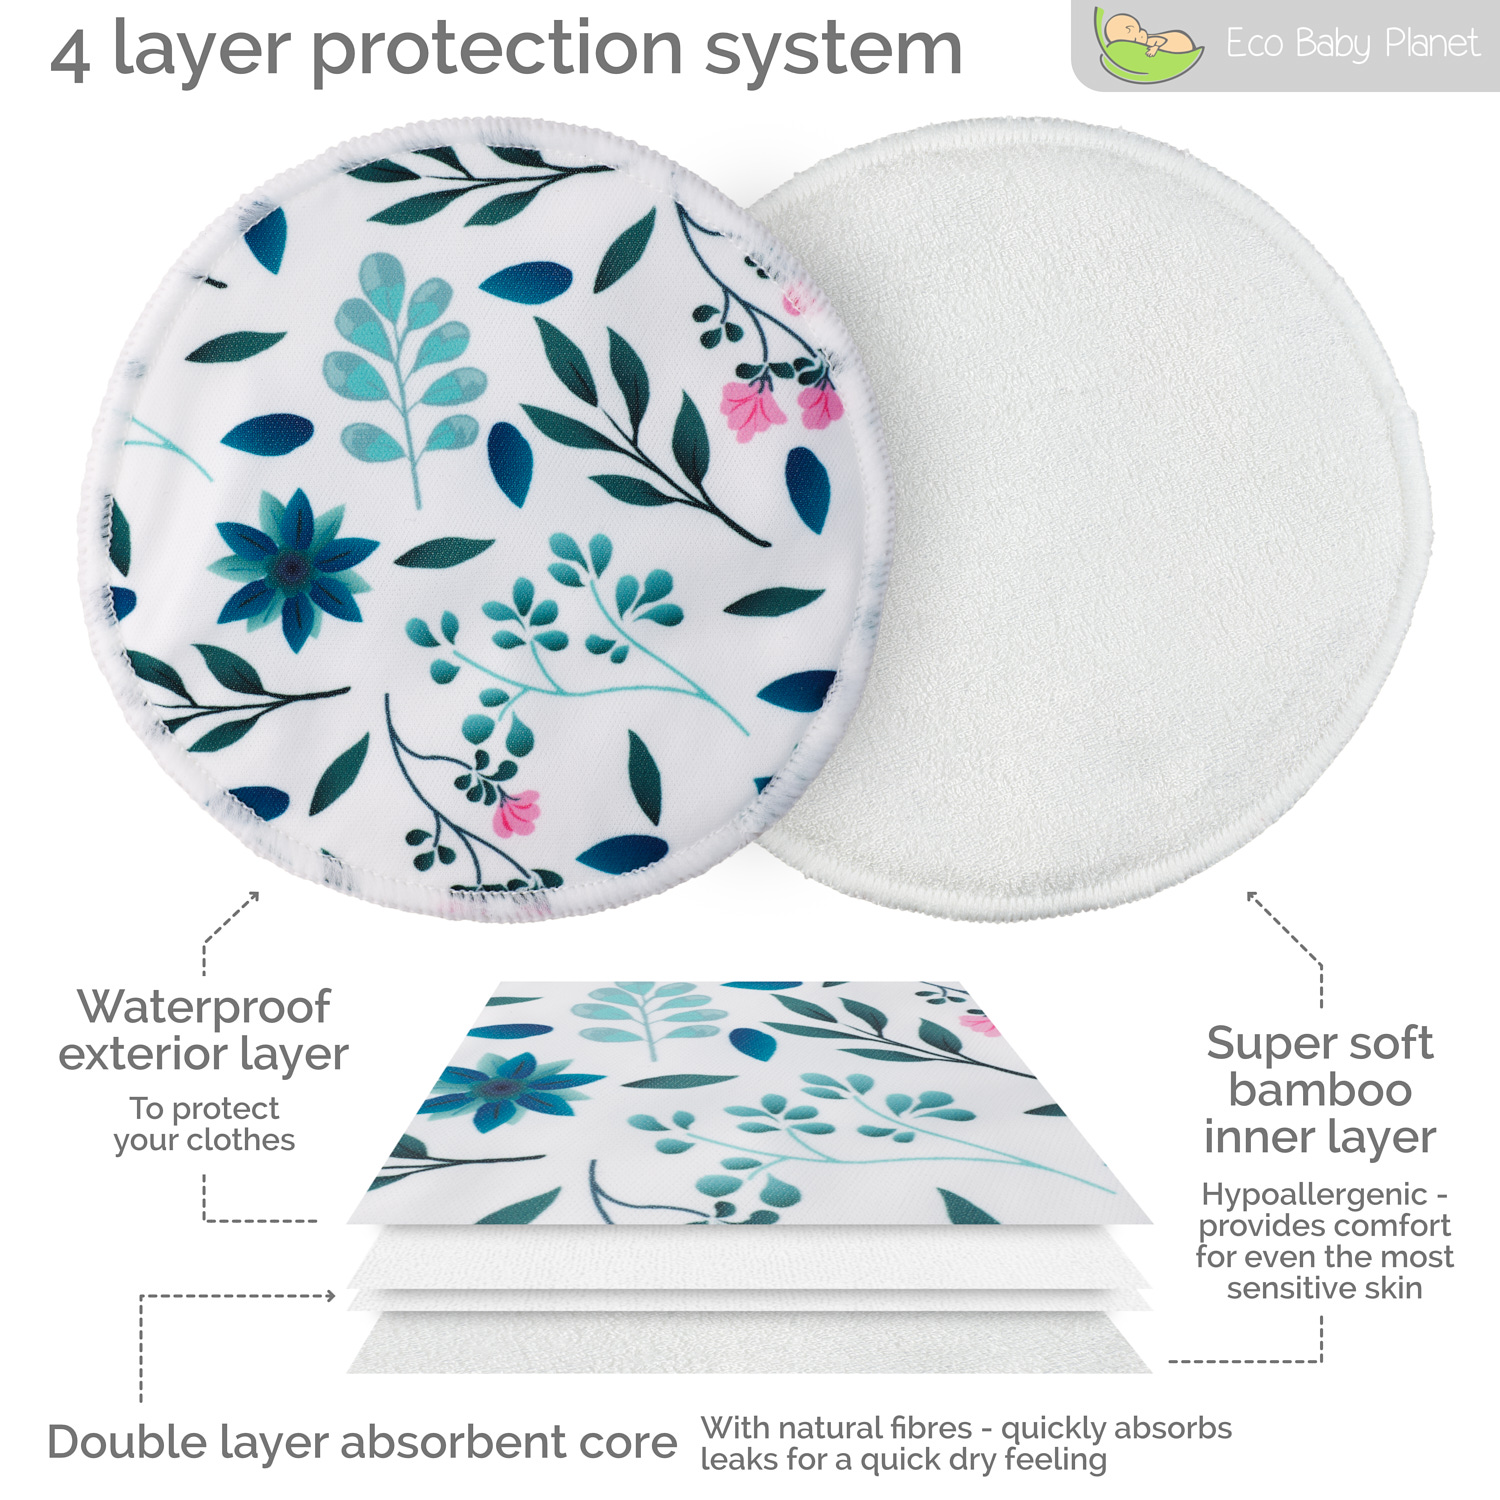 4 layer protection system
Eco Baby Planet
Waterproof
exterior layer
To protect
your clothes
Super soft
bamboo
inner layer
Hypoallergenic -
provides comfort
for even the most
sensitive skin
Double layer absorbent core
With natural fibres - quickly absorbs
leaks for a quick dry feeling